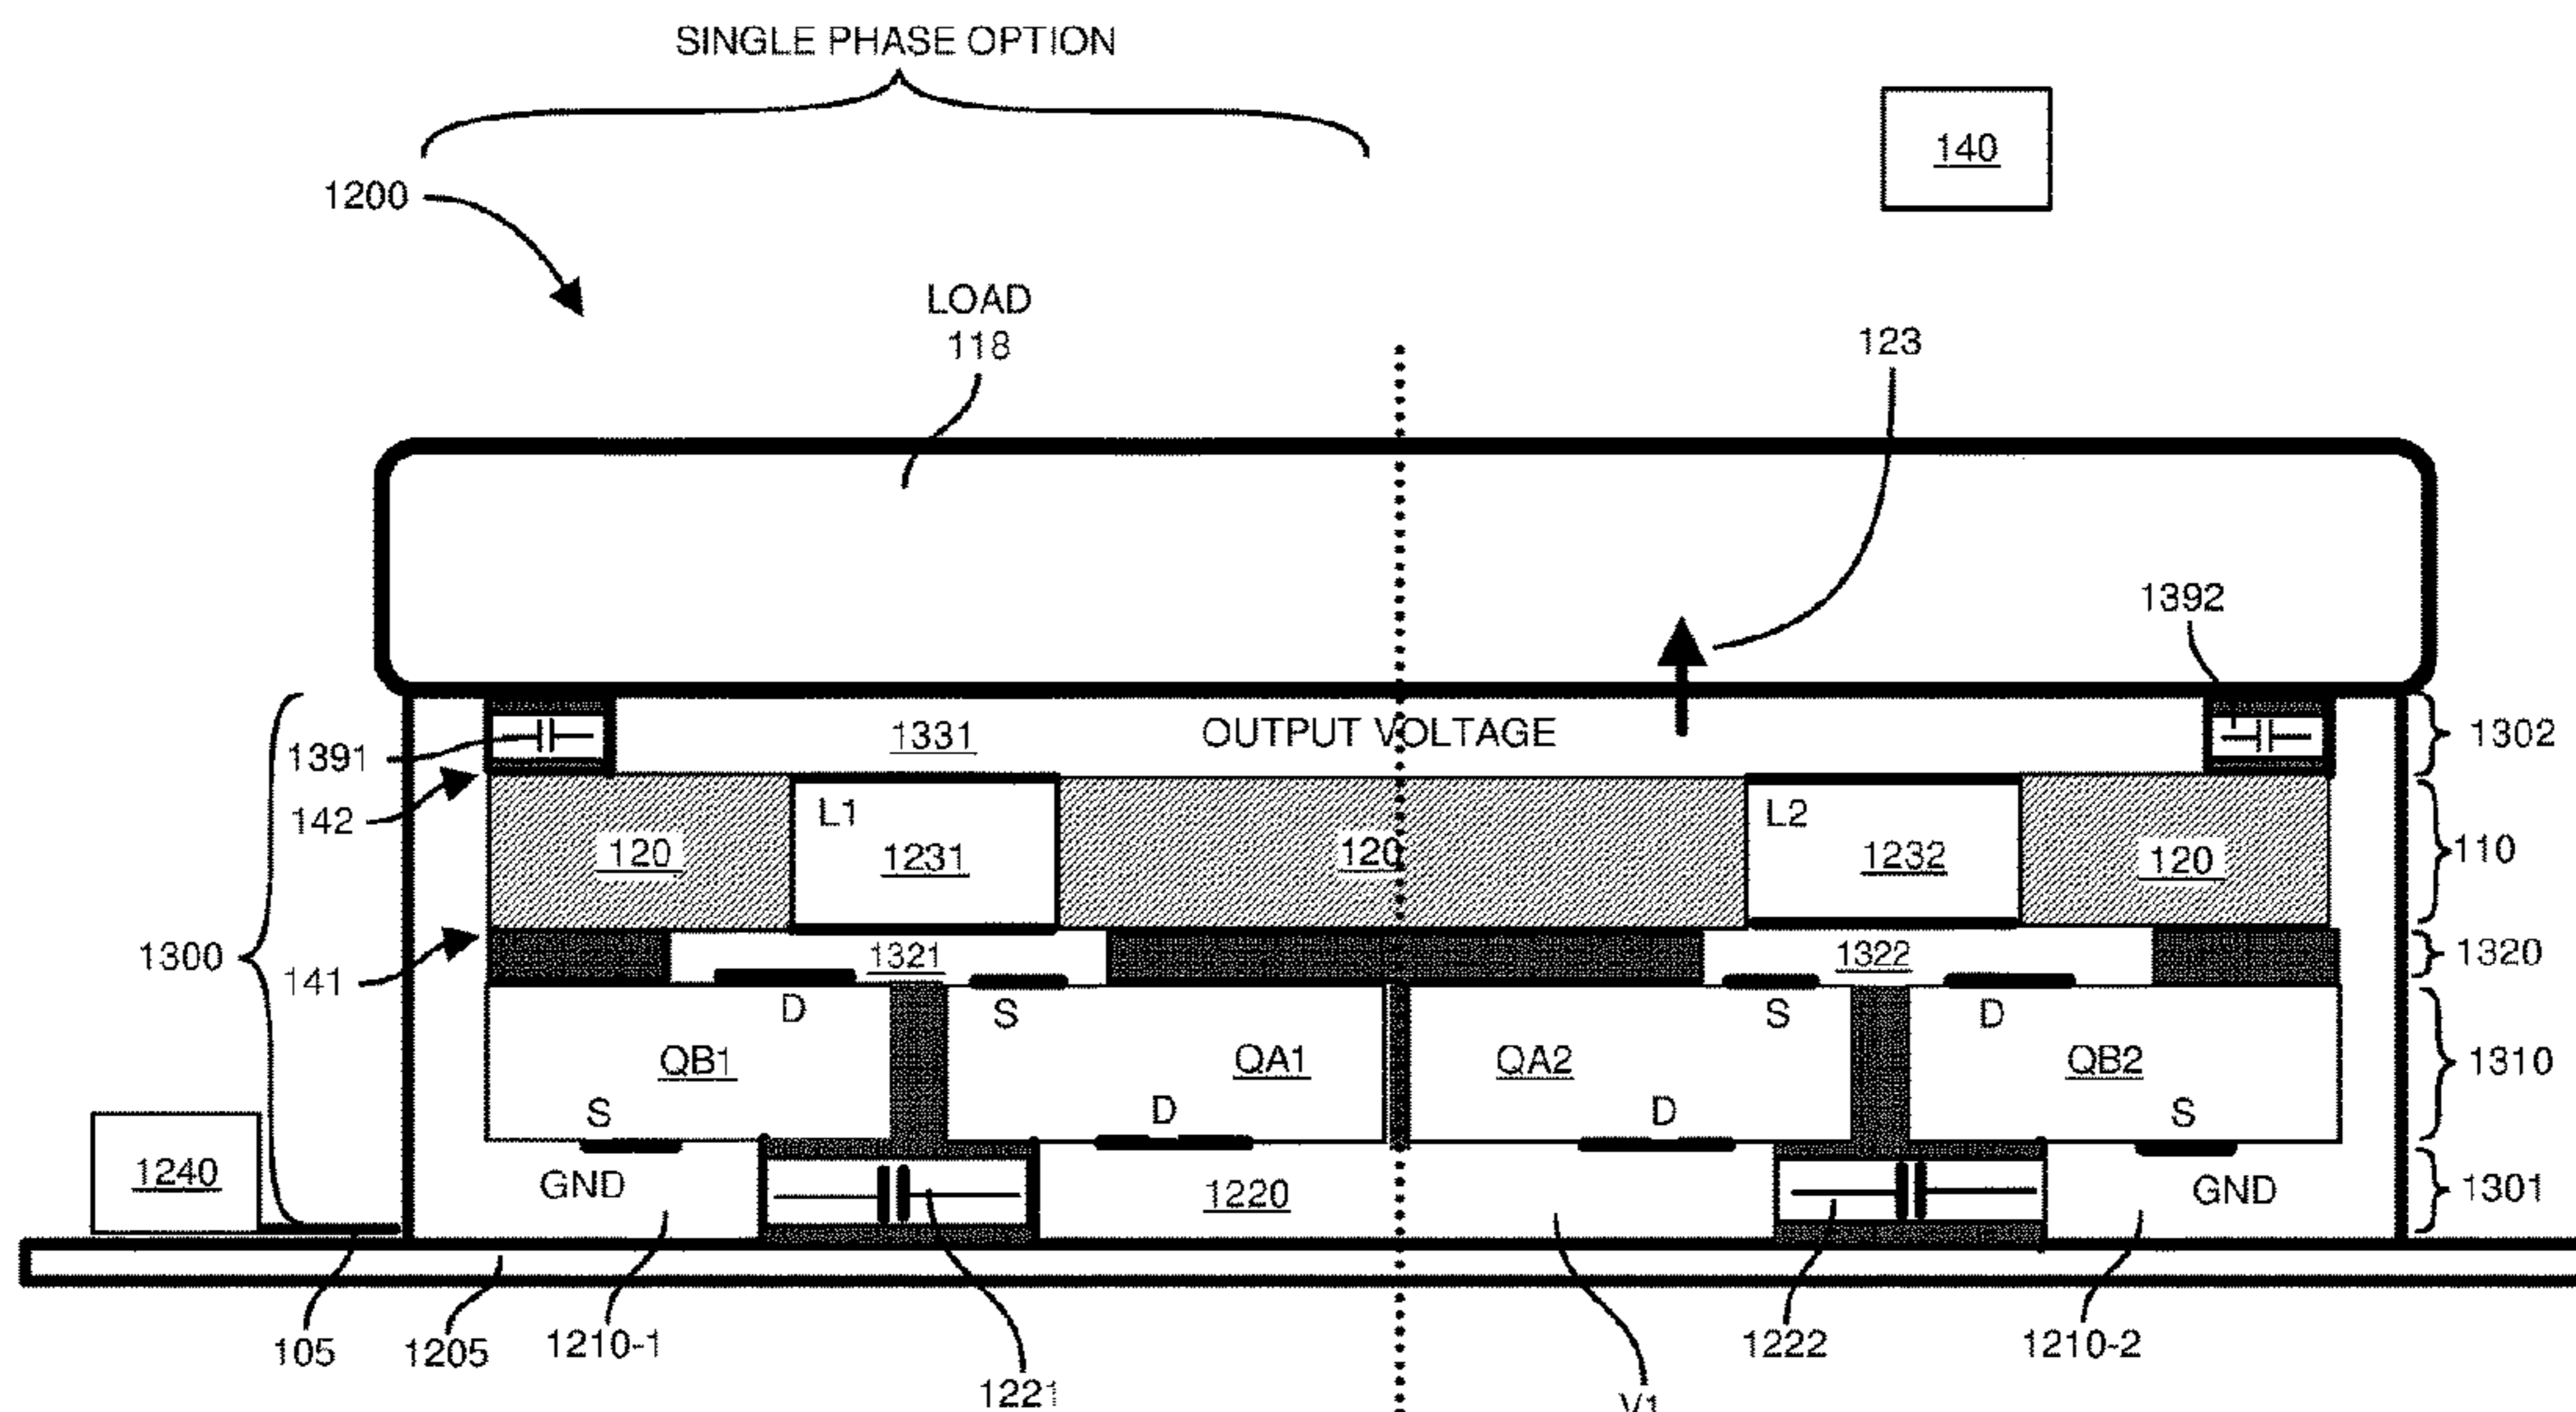 SINGLE PHASE OPTION
140
1200
LOAD
118
123
1392
1391
1331
OUTPUT VOLTAGE
1302
142
L1
L2
120
1231
120
1232
120
110
1300
141
1321
1322
1320
D
S
S
D
QB1
QA1
QA2
QB2
1310
S
D
D
S
1240
GND
1220
GND
1301
105
1205
1210-1
1221
V1
1222
1210-2